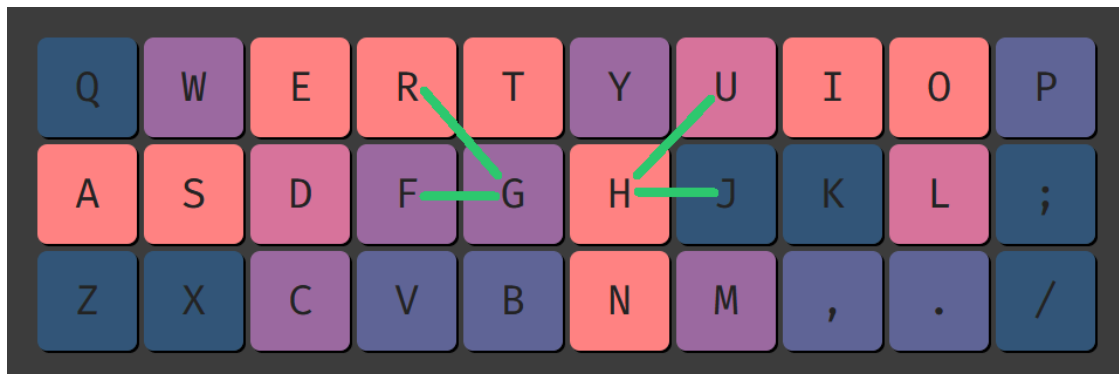 Q W E R T Y U I O P
A S D F G H J K L ;
Z X C V B N M , . /